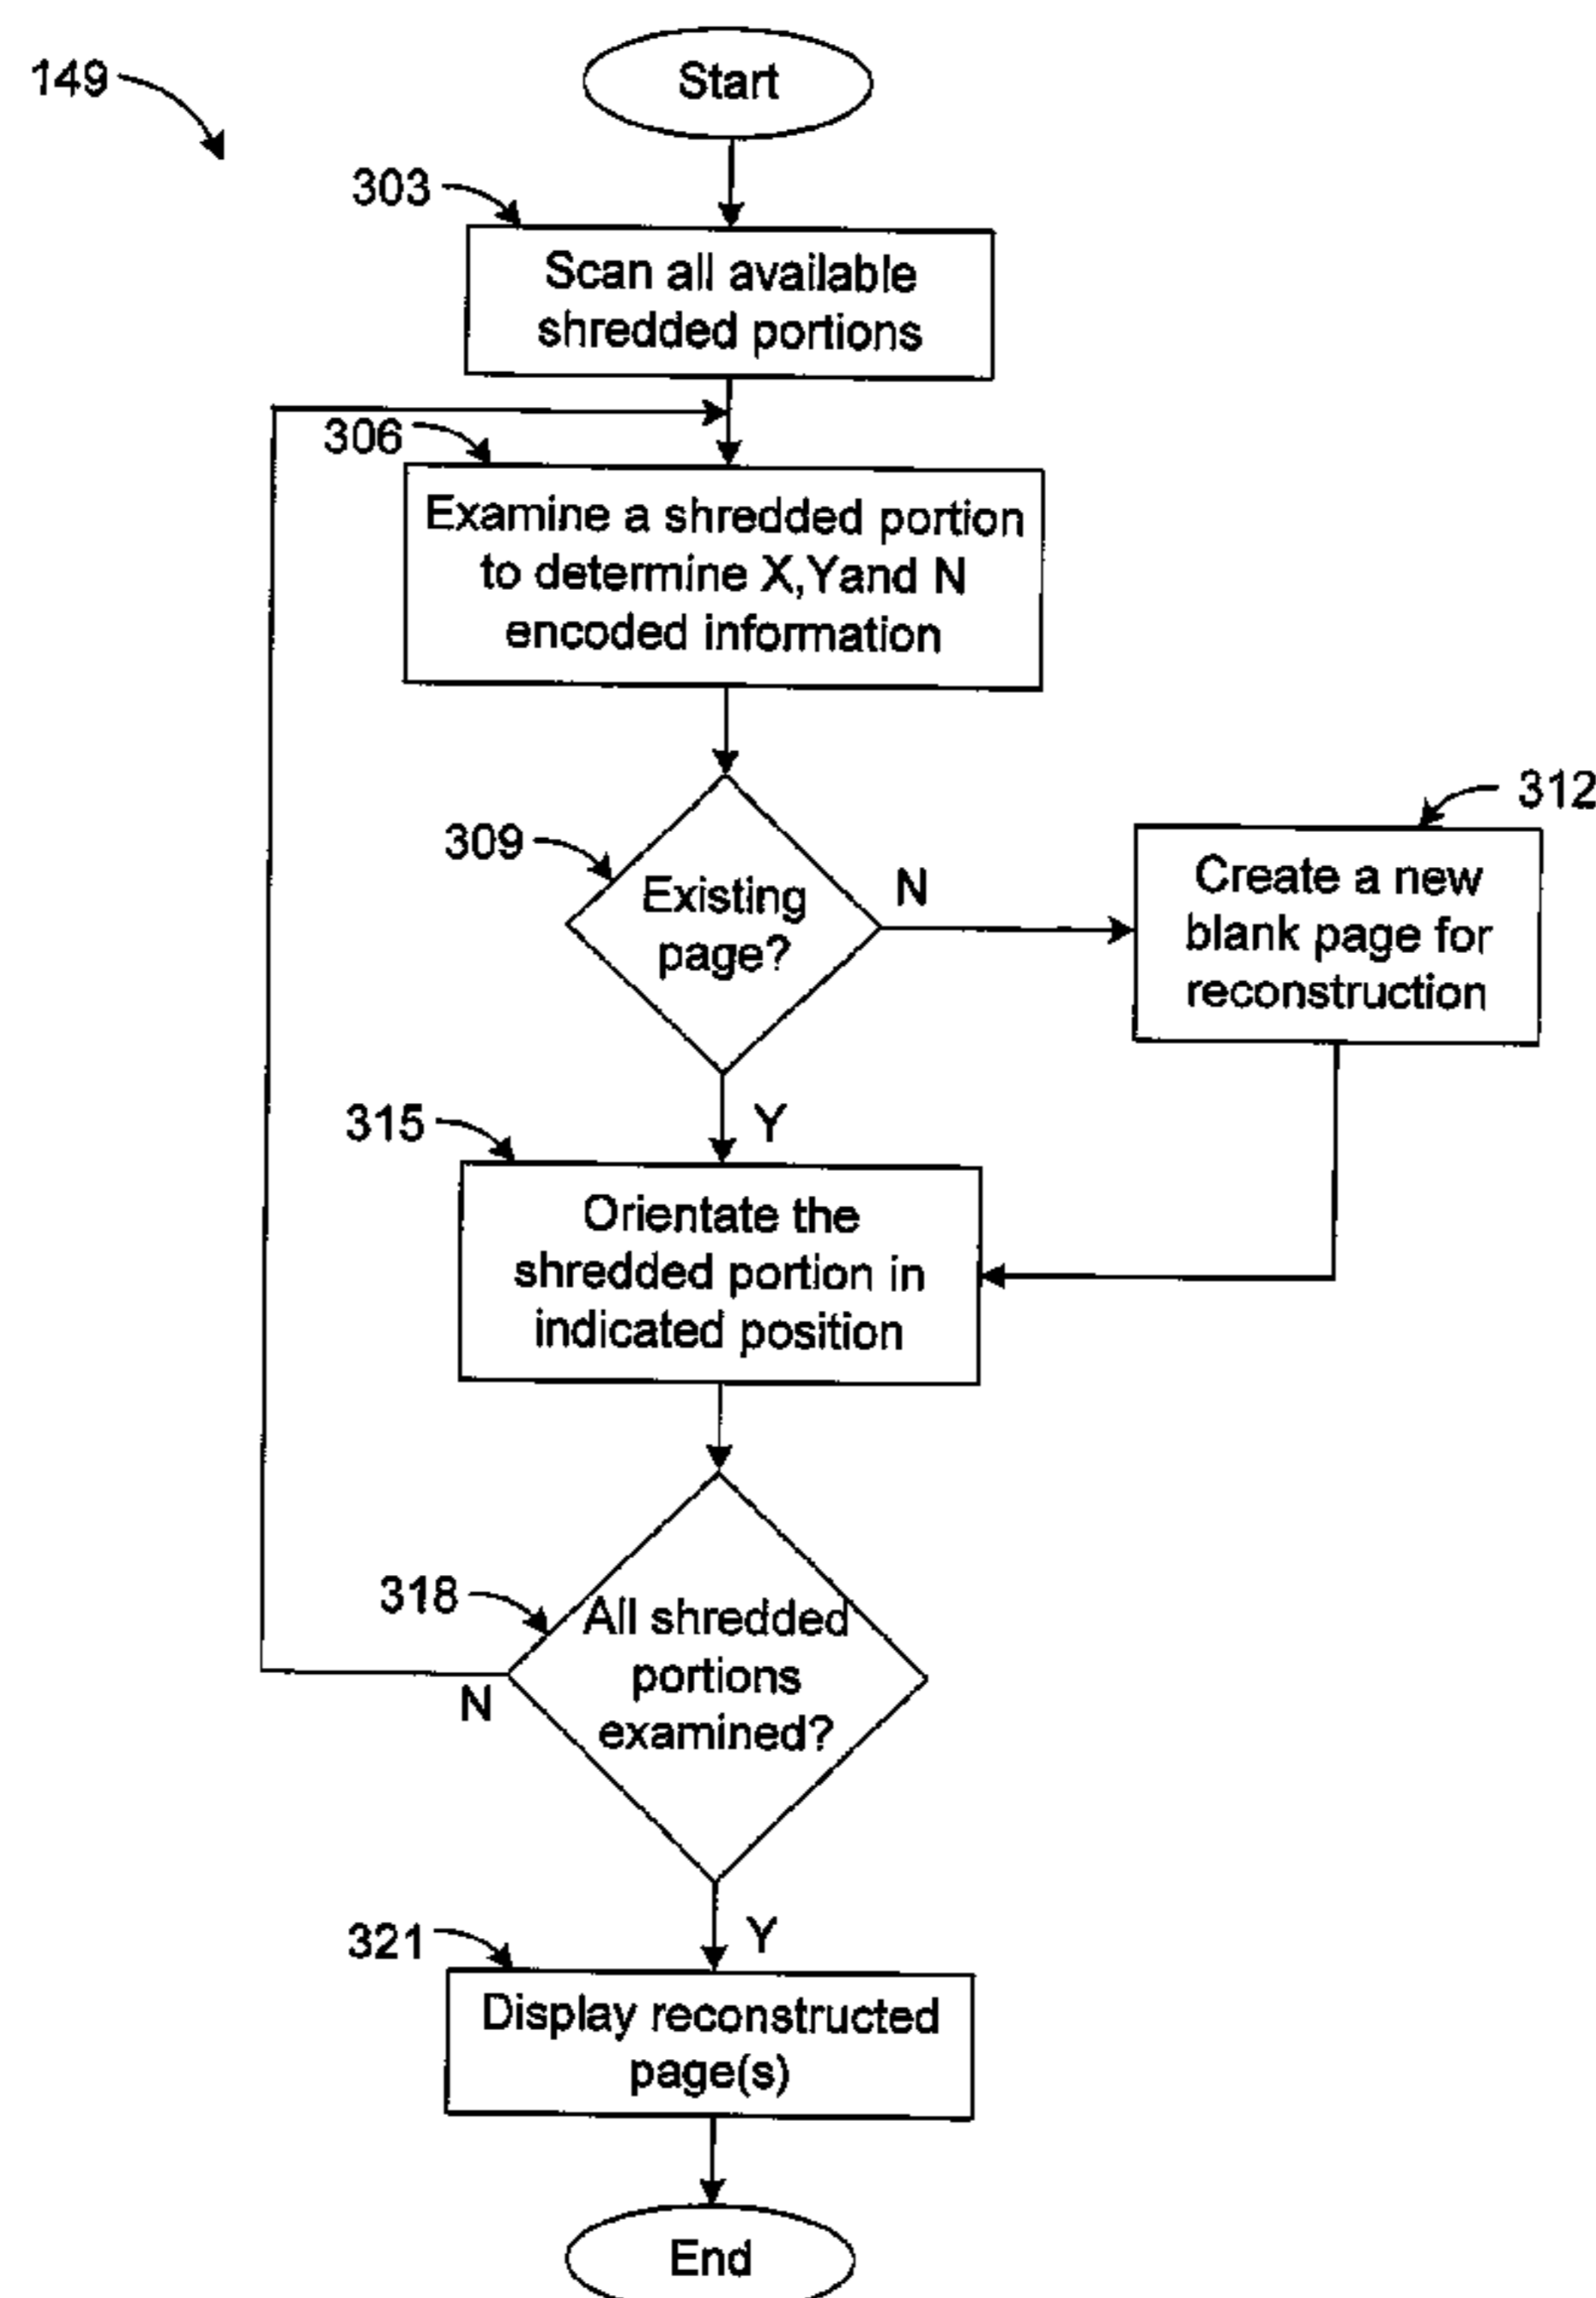 149
Start
303
Scan all available
shredded portions
306
Examine a shredded portion
to determine X,Yand N
encoded information
309
Existing
page?
N
312
Create a new
blank page for
reconstruction
Y
315
Orientate the
shredded portion in
indicated position
318
All shredded
portions
examined?
N
Y
321
Display reconstructed
page(s)
End